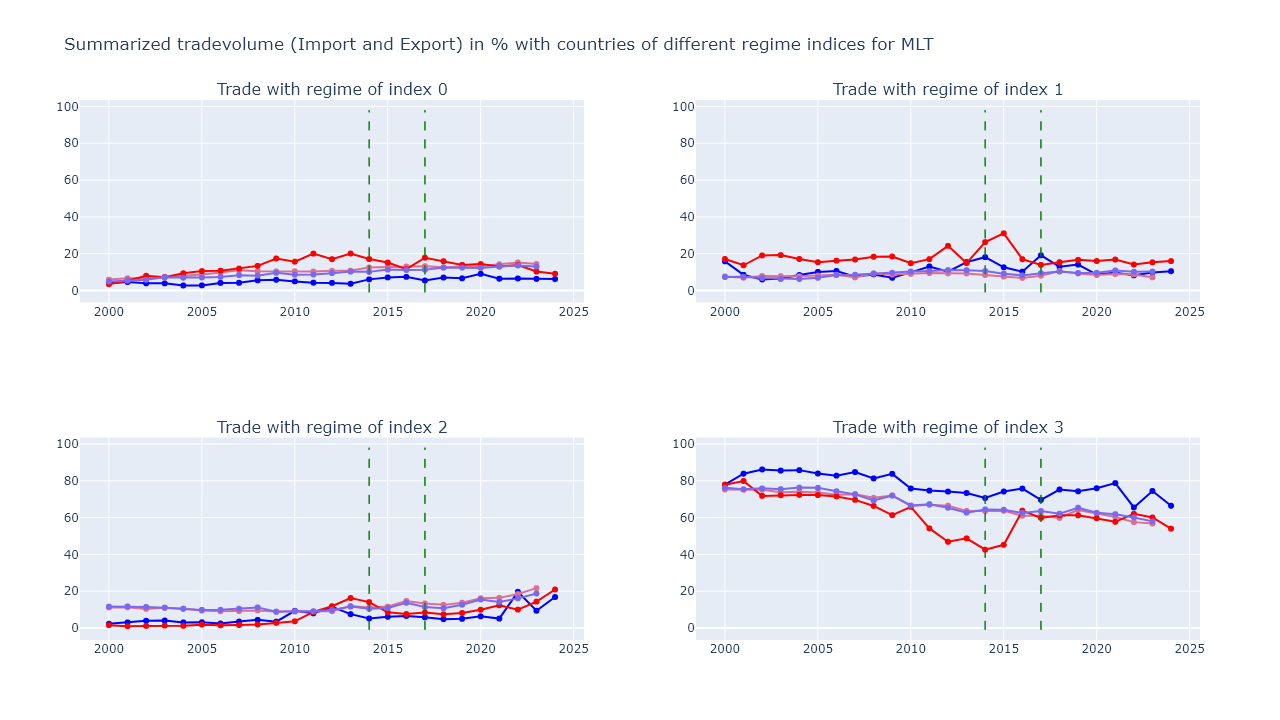 Summarized tradevolume (Import and Export) in % with countries of different regime indices for MLT
Trade with regime of index 0
100
80
60
40
20
0
2000 2005 2010 2015 2020 2025
Trade with regime of index 1
100
80
60
40
20
0
2000 2005 2010 2015 2020 2025
Trade with regime of index 2
100
80
60
40
20
0
2000 2005 2010 2015 2020 2025
Trade with regime of index 3
100
80
60
40
20
0
2000 2005 2010 2015 2020 2025